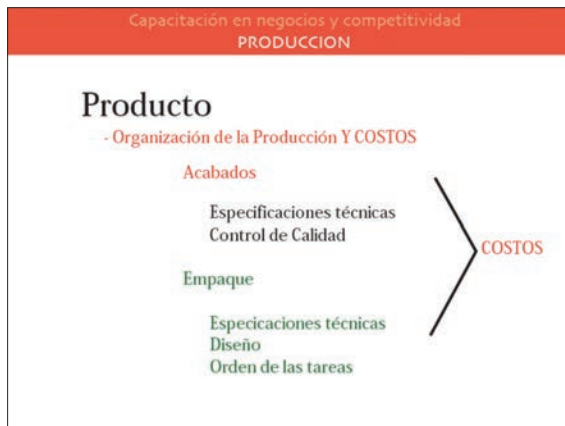 Capacitación en negocios y competitividad
PRODUCCION
Producto
- Organización de la Producción Y COSTOS
Acabados
Especificaciones técnicas
Control de Calidad
COSTOS
Empaque
Especicaciones técnicas
Diseño
Orden de las tareas